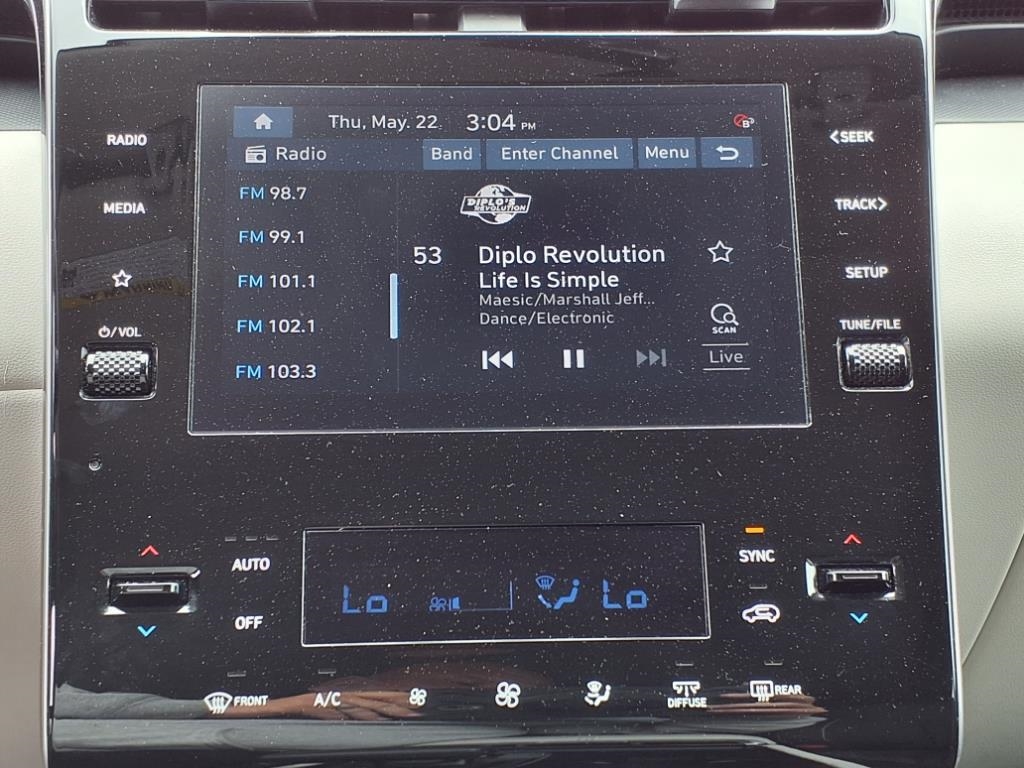 Thu, May. 22 3:04 PM
Radio Band Enter Channel Menu
RADIO
MEDIA
VOL
FM 98.7
FM 99.1
FM 101.1
FM 102.1
FM 103.3
DIPLO'S
REVOLUTION
53 Diplo Revolution
Life Is Simple
Maesic/Marshall Jeff...
Dance/Electronic
SCAN
Live
<SEEK
TRACK>
SETUP
TUNE/FILE
AUTO
OFF
Lo Lo
SYNC
FRONT A/C DIFFUSE REAR